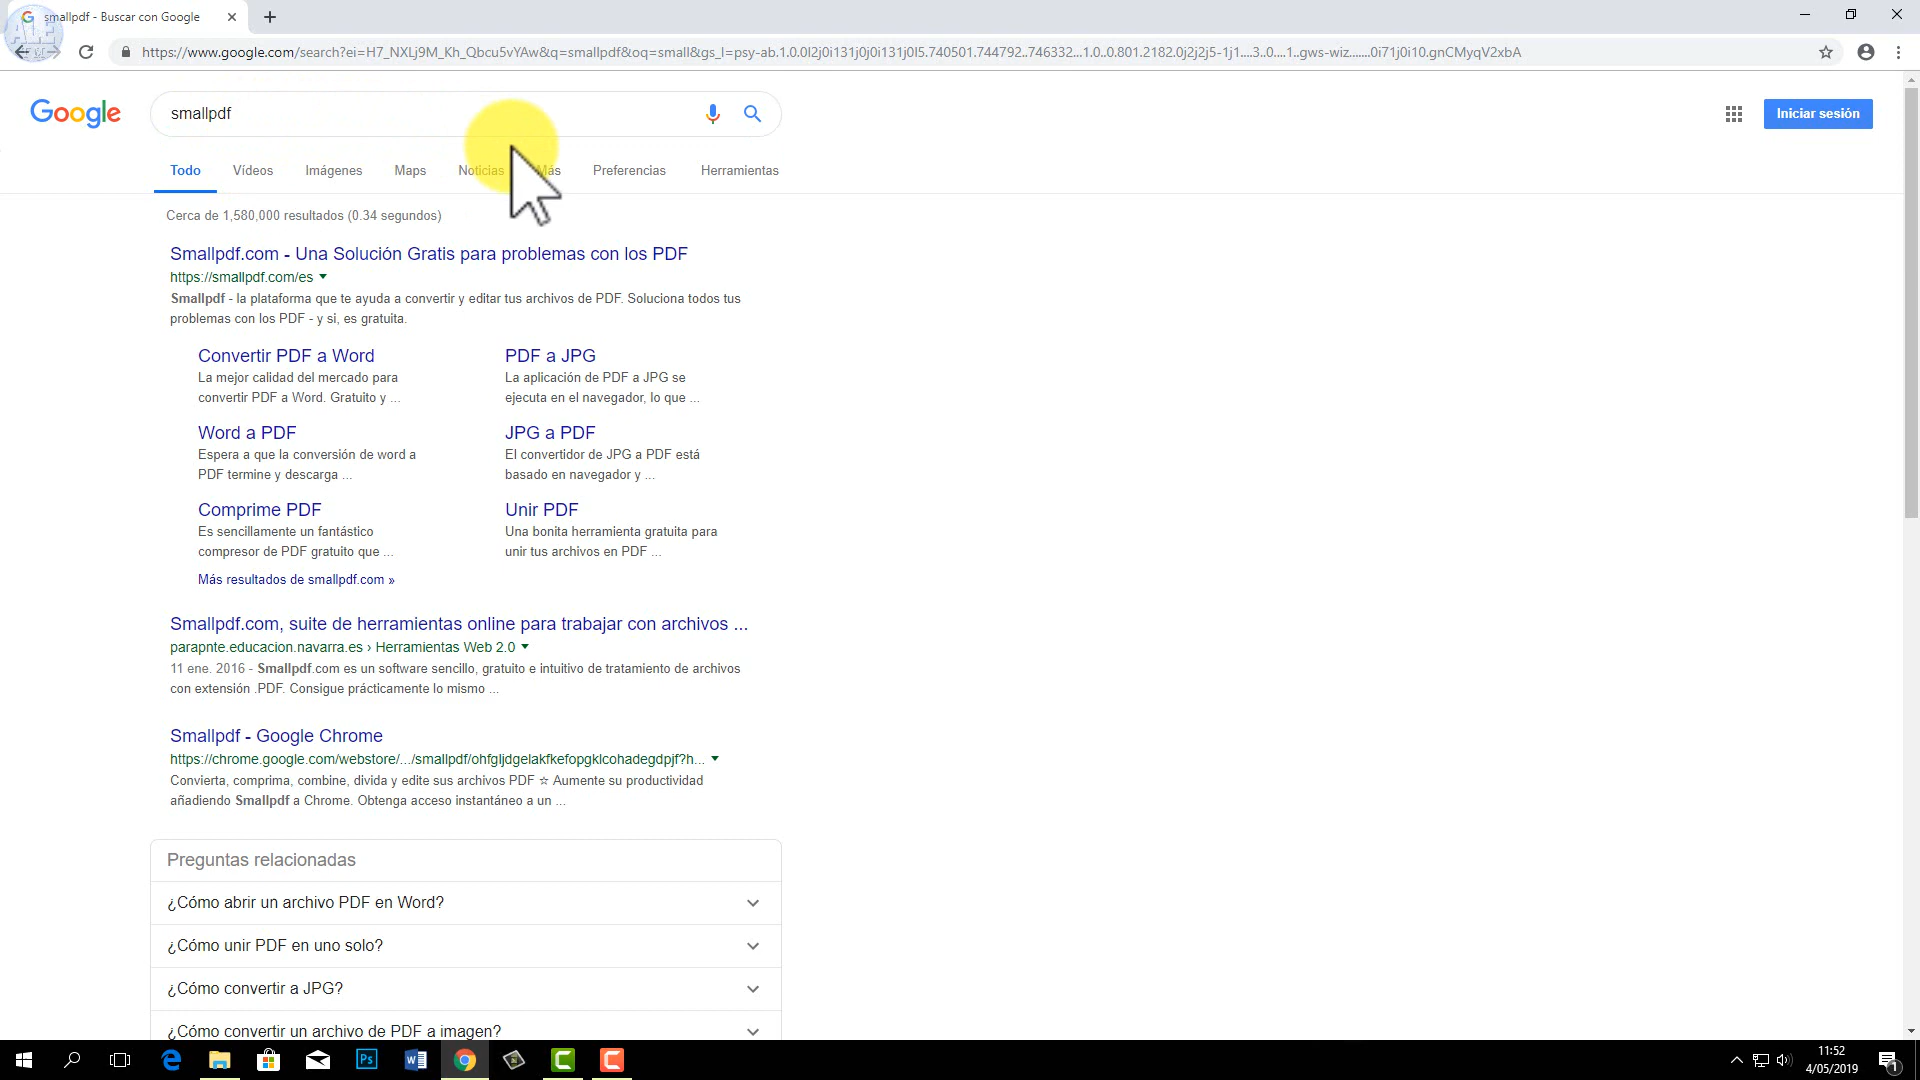 smallpdf - Buscar con Google
https://www.google.com/search?ei=H7_NXLj9M_Kh_Qbcu5vYAw&q=smallpdf&oq=small&gs_l=psy-ab.1.0.0l2j0i131j0j0i131j0l5.740501.744792..746332...1.0..0.801.2182.0j2j2j5-1j1....3..0....1..gws-wiz.......0i71j0i10.gnCMyqV2xbA
Google
smallpdf
Iniciar sesión
Todo Vídeos Imágenes Maps Noticias Más Preferencias Herramientas
Cerca de 1,580,000 resultados (0.34 segundos)
Smallpdf.com - Una Solución Gratis para problemas con los PDF
https://smallpdf.com/es
Smallpdf - la plataforma que te ayuda a convertir y editar tus archivos de PDF. Soluciona todos tus
problemas con los PDF - y si, es gratuita.
Convertir PDF a Word
La mejor calidad del mercado para
convertir PDF a Word. Gratuito y ...
PDF a JPG
La aplicación de PDF a JPG se
ejecuta en el navegador, lo que ...
Word a PDF
Espera a que la conversión de word a
PDF termine y descarga ...
JPG a PDF
El convertidor de JPG a PDF está
basado en navegador y ...
Comprime PDF
Es sencillamente un fantástico
compresor de PDF gratuito que ...
Unir PDF
Una bonita herramienta gratuita para
unir tus archivos en PDF ...
Más resultados de smallpdf.com »
Smallpdf.com, suite de herramientas online para trabajar con archivos ...
parapnte.educacion.navarra.es › Herramientas Web 2.0
11 ene. 2016 - Smallpdf.com es un software sencillo, gratuito e intuitivo de tratamiento de archivos
con extensión .PDF. Consigue prácticamente lo mismo ...
Smallpdf - Google Chrome
https://chrome.google.com/webstore/.../smallpdf/ohfgljdgelakfkefopgklcohadegdpjf?h...
Convierta, comprima, combine, divida y edite sus archivos PDF ☆ Aumente su productividad
añadiendo Smallpdf a Chrome. Obtenga acceso instantáneo a un ...
Preguntas relacionadas
¿Cómo abrir un archivo PDF en Word?
¿Cómo unir PDF en uno solo?
¿Cómo convertir a JPG?
¿Cómo convertir un archivo de PDF a imagen?
Ps
11:52
4/05/2019
1